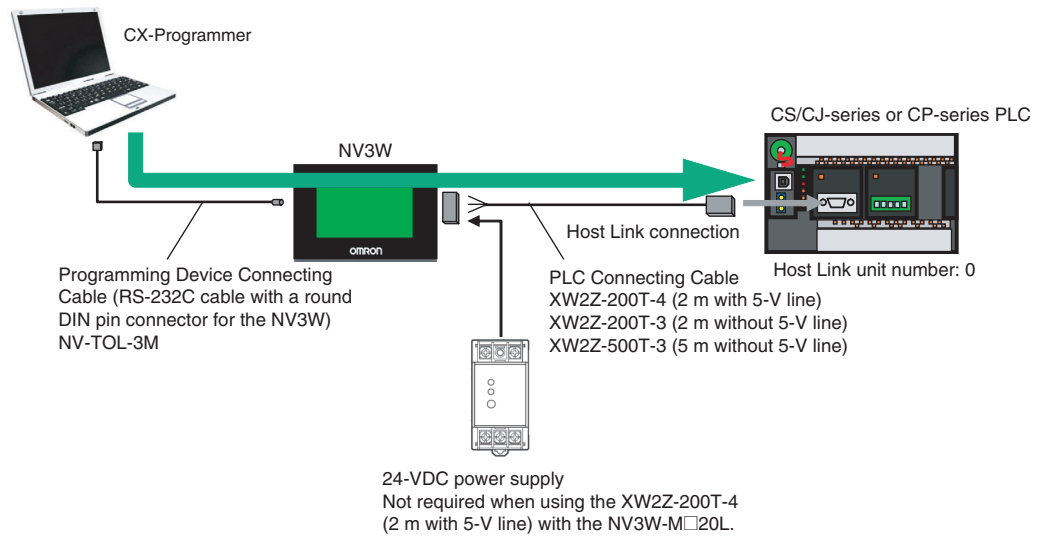 CX-Programmer
CS/CJ-series or CP-series PLC
NV3W
OMRON
Host Link connection
Host Link unit number: 0
Programming Device Connecting
Cable (RS-232C cable with a round
DIN pin connector for the NV3W)
NV-TOL-3M
PLC Connecting Cable
XW2Z-200T-4 (2 m with 5-V line)
XW2Z-200T-3 (2 m without 5-V line)
XW2Z-500T-3 (5 m without 5-V line)
24-VDC power supply
Not required when using the XW2Z-200T-4
(2 m with 5-V line) with the NV3W-M□20L.